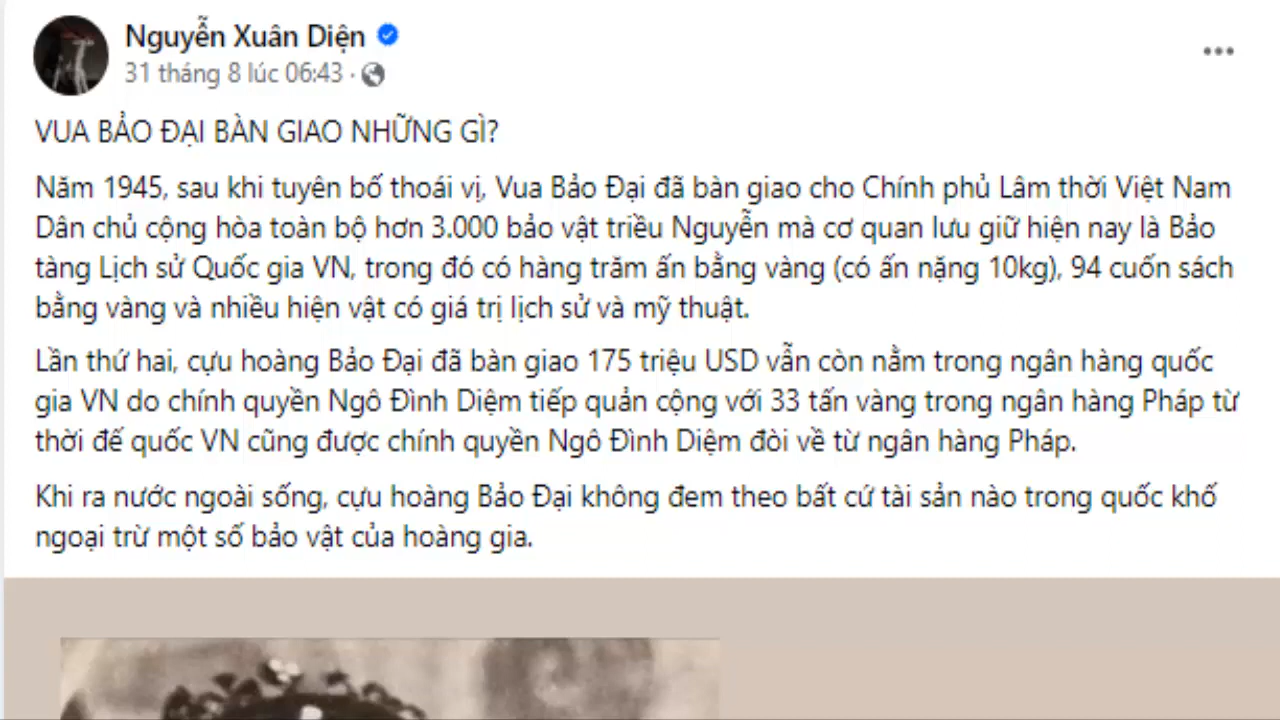 Nguyễn Xuân Diện
31 tháng 8 lúc 06:43 ·
VUA BẢO ĐẠI BÀN GIAO NHỮNG GÌ?
Năm 1945, sau khi tuyên bố thoái vị, Vua Bảo Đại đã bàn giao cho Chính phủ Lâm thời Việt Nam
Dân chủ cộng hòa toàn bộ hơn 3.000 bảo vật triều Nguyễn mà cơ quan lưu giữ hiện nay là Bảo
tàng Lịch sử Quốc gia VN, trong đó có hàng trăm ấn bằng vàng (có ấn nặng 10kg), 94 cuốn sách
bằng vàng và nhiều hiện vật có giá trị lịch sử và mỹ thuật.
Lần thứ hai, cựu hoàng Bảo Đại đã bàn giao 175 triệu USD vẫn còn nằm trong ngân hàng quốc
gia VN do chính quyền Ngô Đình Diệm tiếp quản cộng với 33 tấn vàng trong ngân hàng Pháp từ
thời đế quốc VN cũng được chính quyền Ngô Đình Diệm đòi về từ ngân hàng Pháp.
Khi ra nước ngoài sống, cựu hoàng Bảo Đại không đem theo bất cứ tài sản nào trong quốc khố
ngoại trừ một số bảo vật của hoàng gia.